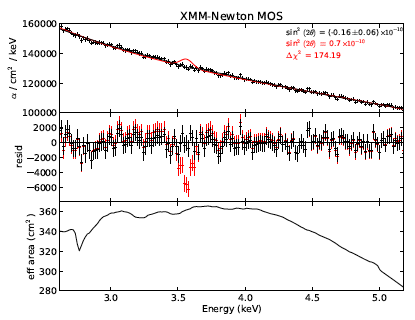 XMM-Newton MOS
sin² (2θ) = (-0.16±0.06) ×10⁻¹⁰
sin² (2θ) = 0.7 ×10⁻¹⁰
Δχ² = 174.19
α / cm² / keV
160000
140000
120000
100000
resid
2000
0
−2000
−4000
−6000
eff area (cm²)
360
340
320
300
280
3.0 3.5 4.0 4.5 5.0
Energy (keV)